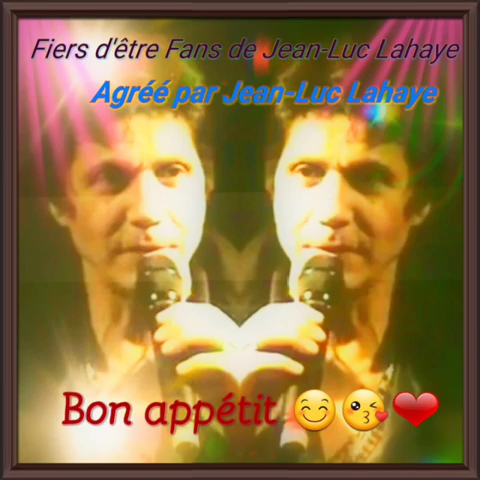 Fiers d'être Fans de Jean-Luc Lahaye
Agréé par Jean-Luc Lahaye
Bon appétit 😊😘❤